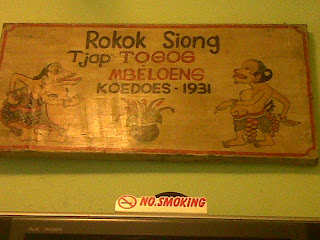 Rokok Siong
Tjap TOGOG
MBELOENG
KOEDOES - 1931
NO.SMOKING